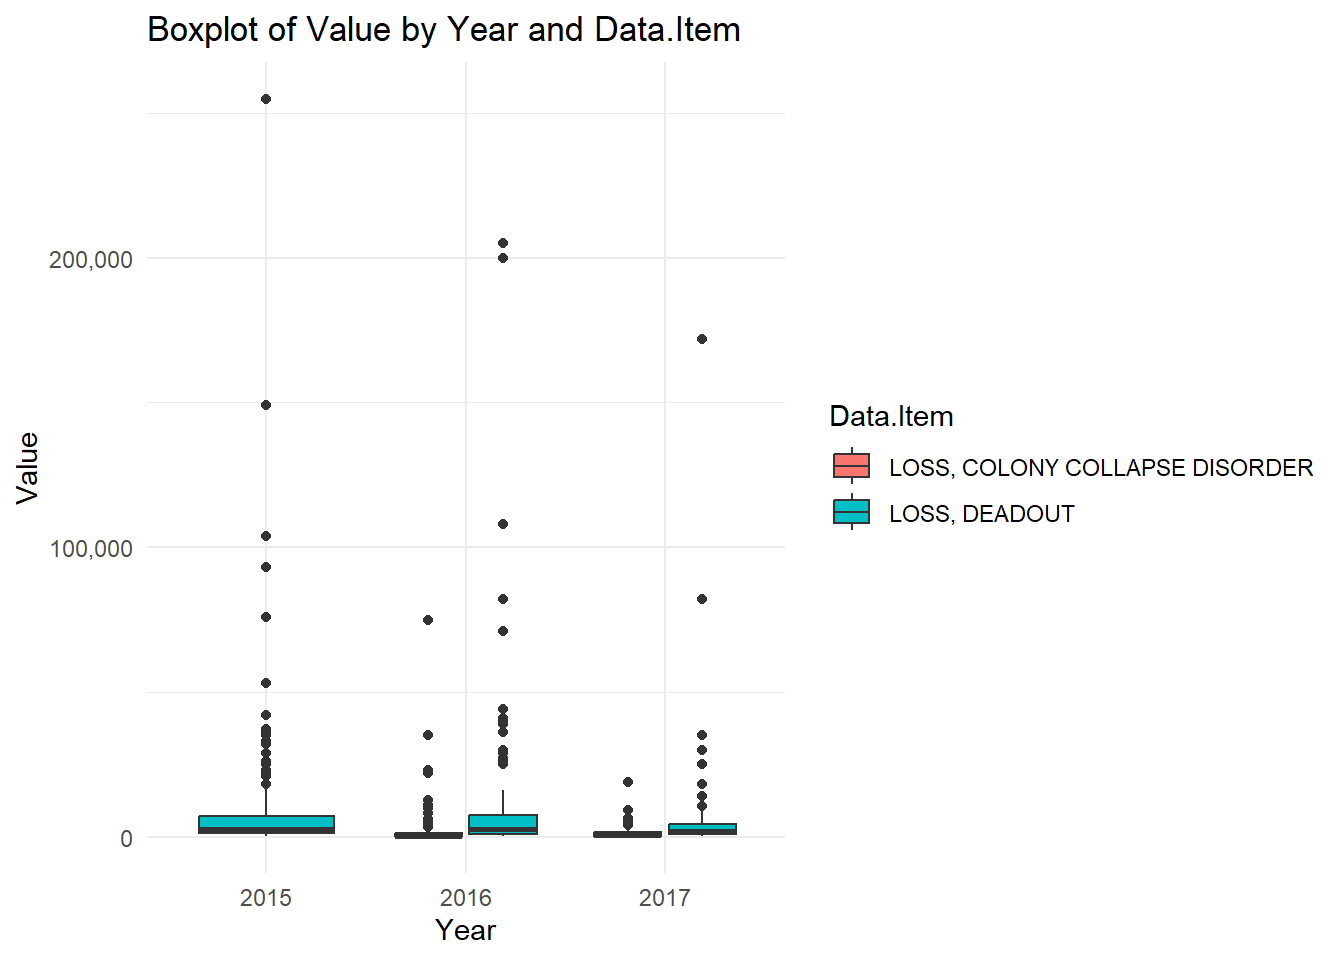 Boxplot of Value by Year and Data.Item
200,000
100,000
0
Value
2015 2016 2017
Year
Data.Item
LOSS, COLONY COLLAPSE DISORDER
LOSS, DEADOUT